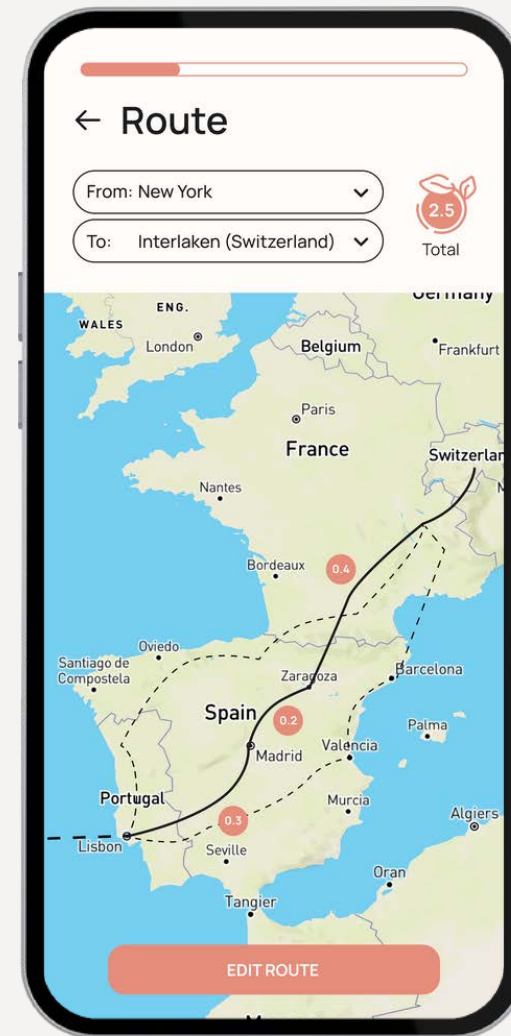 Route
From: New York
2.5
To: Interlaken (Switzerland)
Total
Germany
ENG.
WALES
London
Belgium
Frankfurt
Paris
France
Switzerlan
Nantes
0.4
Bordeaux
Oviedo
Santiago de
Compostela
Zaragoza
Barcelona
Spain
0.2
Palma
Madrid
Valencia
Portugal
Murcia
0.3
Algiers
Lisbon
Seville
Oran
Tangier
EDIT ROUTE